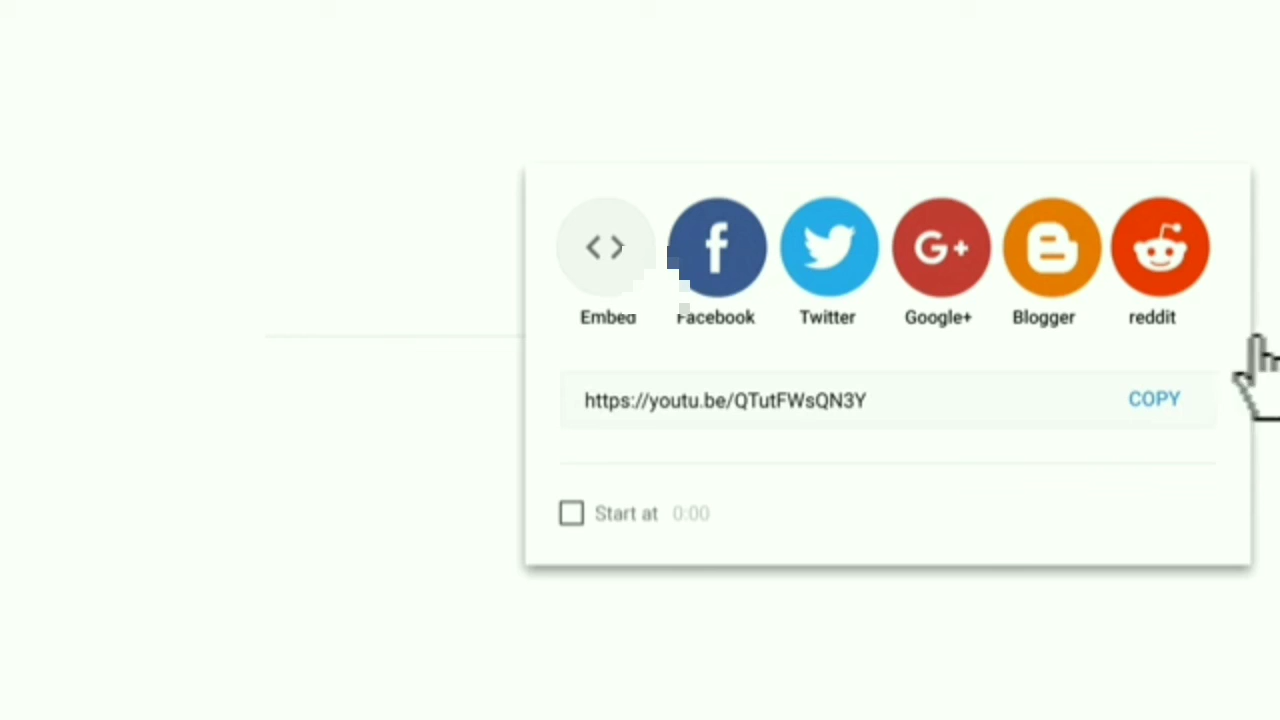 Embed Facebook Twitter Google+ Blogger reddit
https://youtu.be/QTutFWsQN3Y COPY
Start at 0:00